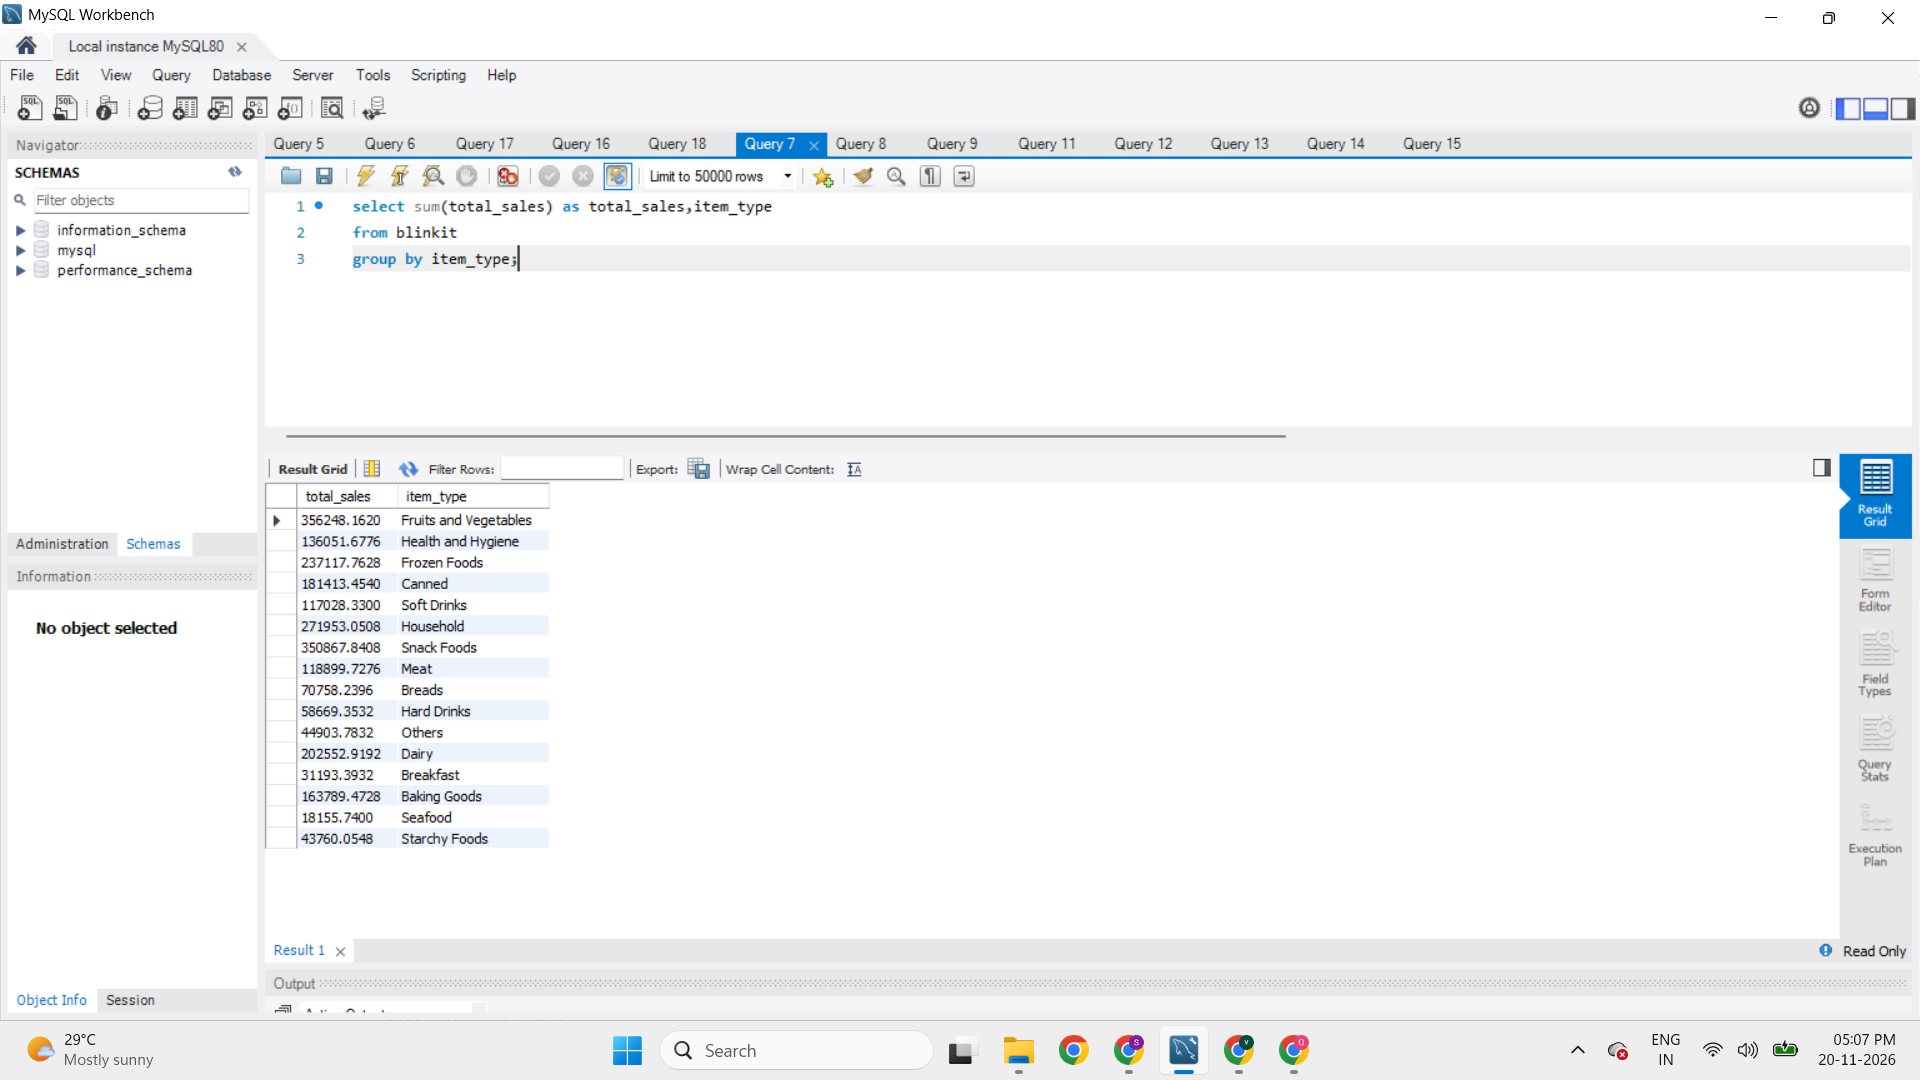 MySQL Workbench
Local instance MySQL80
File Edit View Query Database Server Tools Scripting Help
Navigator
SCHEMAS
Filter objects
information_schema
mysql
performance_schema
Administration Schemas
Information
No object selected
Object Info Session
Query 5 Query 6 Query 17 Query 16 Query 18 Query 7 Query 8 Query 9 Query 11 Query 12 Query 13 Query 14 Query 15
Limit to 50000 rows
1 select sum(total_sales) as total_sales,item_type
2 from blinkit
3 group by item_type;
Result Grid Filter Rows: Export: Wrap Cell Content:
total_sales item_type
356248.1620 Fruits and Vegetables
136051.6776 Health and Hygiene
237117.7628 Frozen Foods
181413.4540 Canned
117028.3300 Soft Drinks
271953.0508 Household
350867.8408 Snack Foods
118899.7276 Meat
70758.2396 Breads
58669.3532 Hard Drinks
44903.7832 Others
202552.9192 Dairy
31193.3932 Breakfast
163789.4728 Baking Goods
18155.7400 Seafood
43760.0548 Starchy Foods
Result Grid
Form Editor
Field Types
Query Stats
Execution Plan
Result 1
Read Only
Output
29°C
Mostly sunny
Search
ENG
IN
05:07 PM
20-11-2026